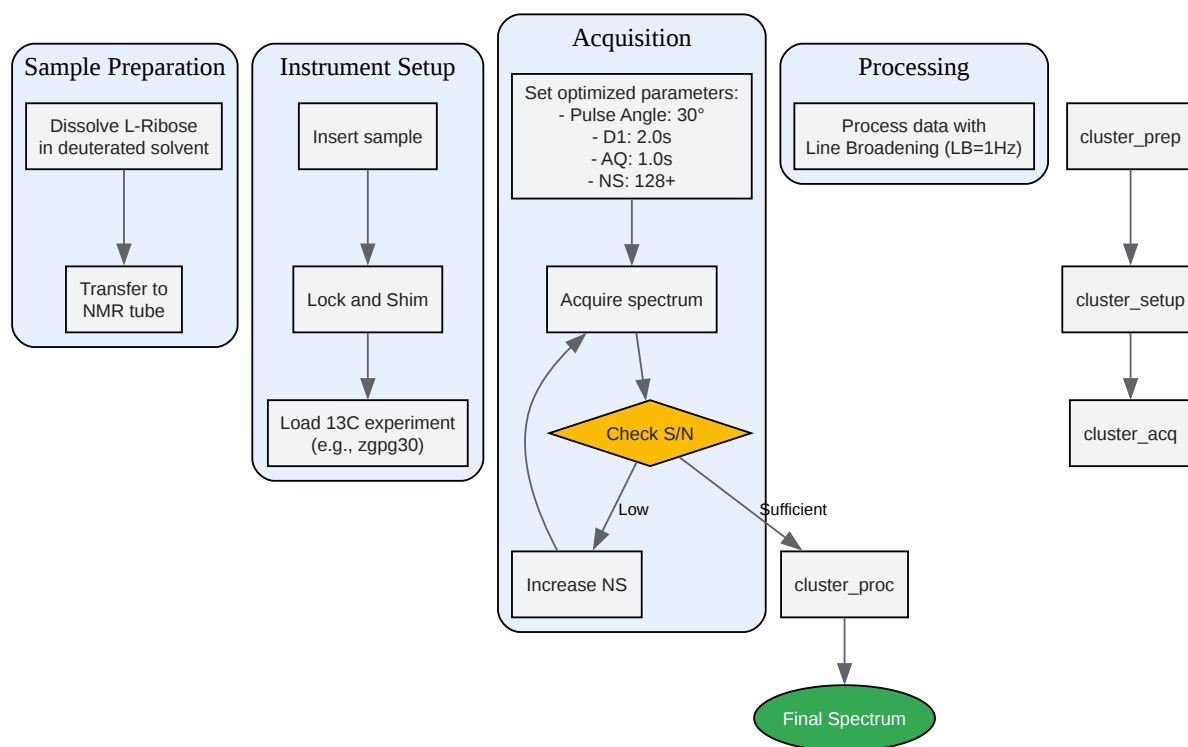 Sample Preparation
Dissolve L-Ribose
in deuterated solvent
Transfer to
NMR tube
Instrument Setup
Insert sample
Lock and Shim
Load 13C experiment
(e.g., zgpg30)
Acquisition
Set optimized parameters:
- Pulse Angle: 30°
- D1: 2.0s
- AQ: 1.0s
- NS: 128+
Acquire spectrum
Check S/N
Low
Sufficient
Increase NS
Processing
Process data with
Line Broadening (LB=1Hz)
cluster_proc
Final Spectrum
cluster_prep
cluster_setup
cluster_acq